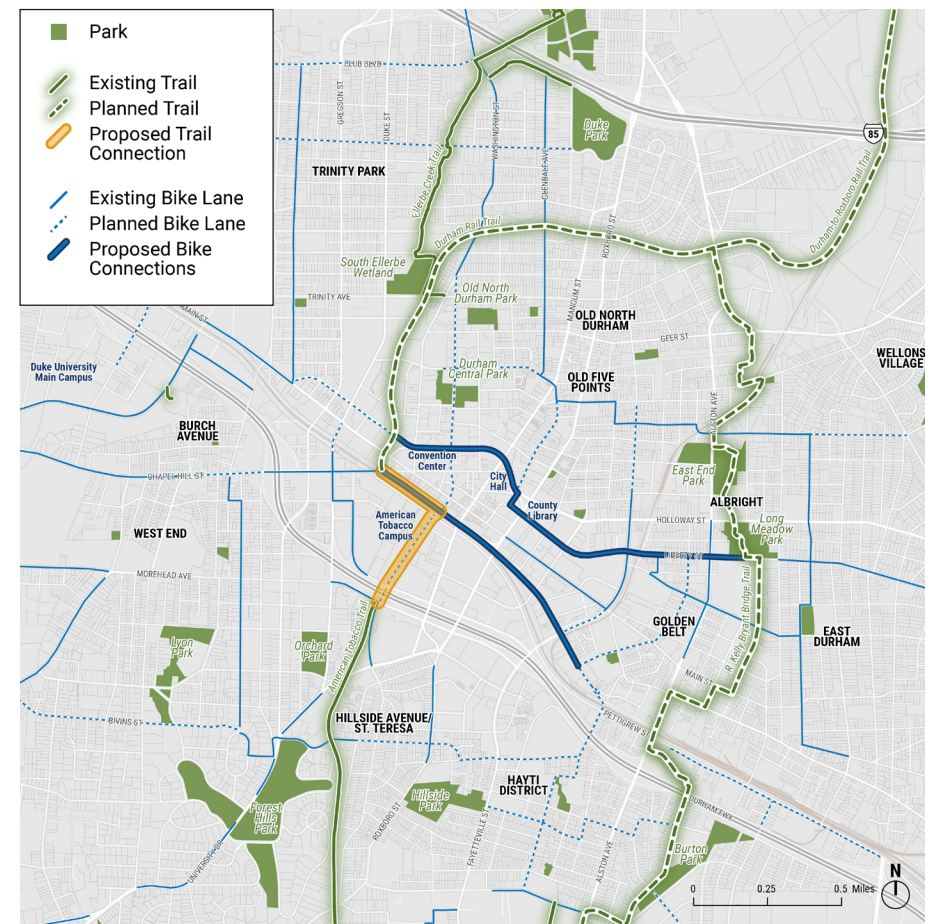 Park
Existing Trail
Planned Trail
Proposed Trail
Connection
Existing Bike Lane
Planned Bike Lane
Proposed Bike
Connections
CLUB BLVD
GREGSON ST
DUKE ST
WASHINGTON ST
GLENDALE AVE
Duke
Park
85
TRINITY PARK
Ellerbe Creek Trail
Durham Rail Trail
ROXBORO ST
Durham-to-Roxboro Rail Trail
South Ellerbe
Wetland
TRINITY AVE
MAIN ST
Old North
Durham Park
MANGUM ST
OLD NORTH
DURHAM
GEER ST
Duke University
Main Campus
Durham
Central Park
OLD FIVE
POINTS
WELLONS
VILLAGE
ALSTON AVE
BURCH
AVENUE
CHAPEL HILL ST
Convention
Center
City
Hall
County
Library
East End
Park
ALBRIGHT
HOLLOWAY ST
Long
Meadow
Park
American
Tobacco
Campus
WEST END
LIBERTY ST
MOREHEAD AVE
GOLDEN
BELT
R. Kelly Bryant Bridge Trail
EAST
DURHAM
Lyon
Park
Orchard
Park
American Tobacco Trail
MAIN ST
BIVINS ST
HILLSIDE AVENUE/
ST. TERESA
PETTIGREW ST
HAYTI
DISTRICT
Hillside
Park
Forest
Hills
Park
ROXBORO ST
FAYETTEVILLE ST
DURHAM FWY
UNIVERSITY DR
ALSTON AVE
Burton
Park
N
0 0.25 0.5 Miles